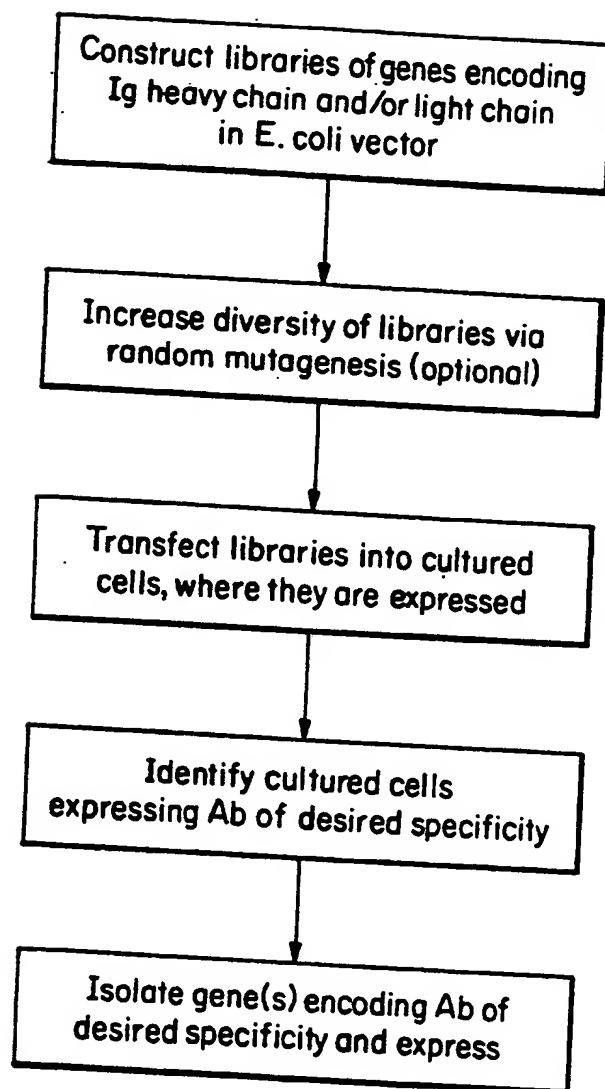 Construct libraries of genes encoding
Ig heavy chain and/or light chain
in E. coli vector
Increase diversity of libraries via
random mutagenesis (optional)
Transfect libraries into cultured
cells, where they are expressed
Identify cultured cells
expressing Ab of desired specificity
Isolate gene(s) encoding Ab of
desired specificity and express